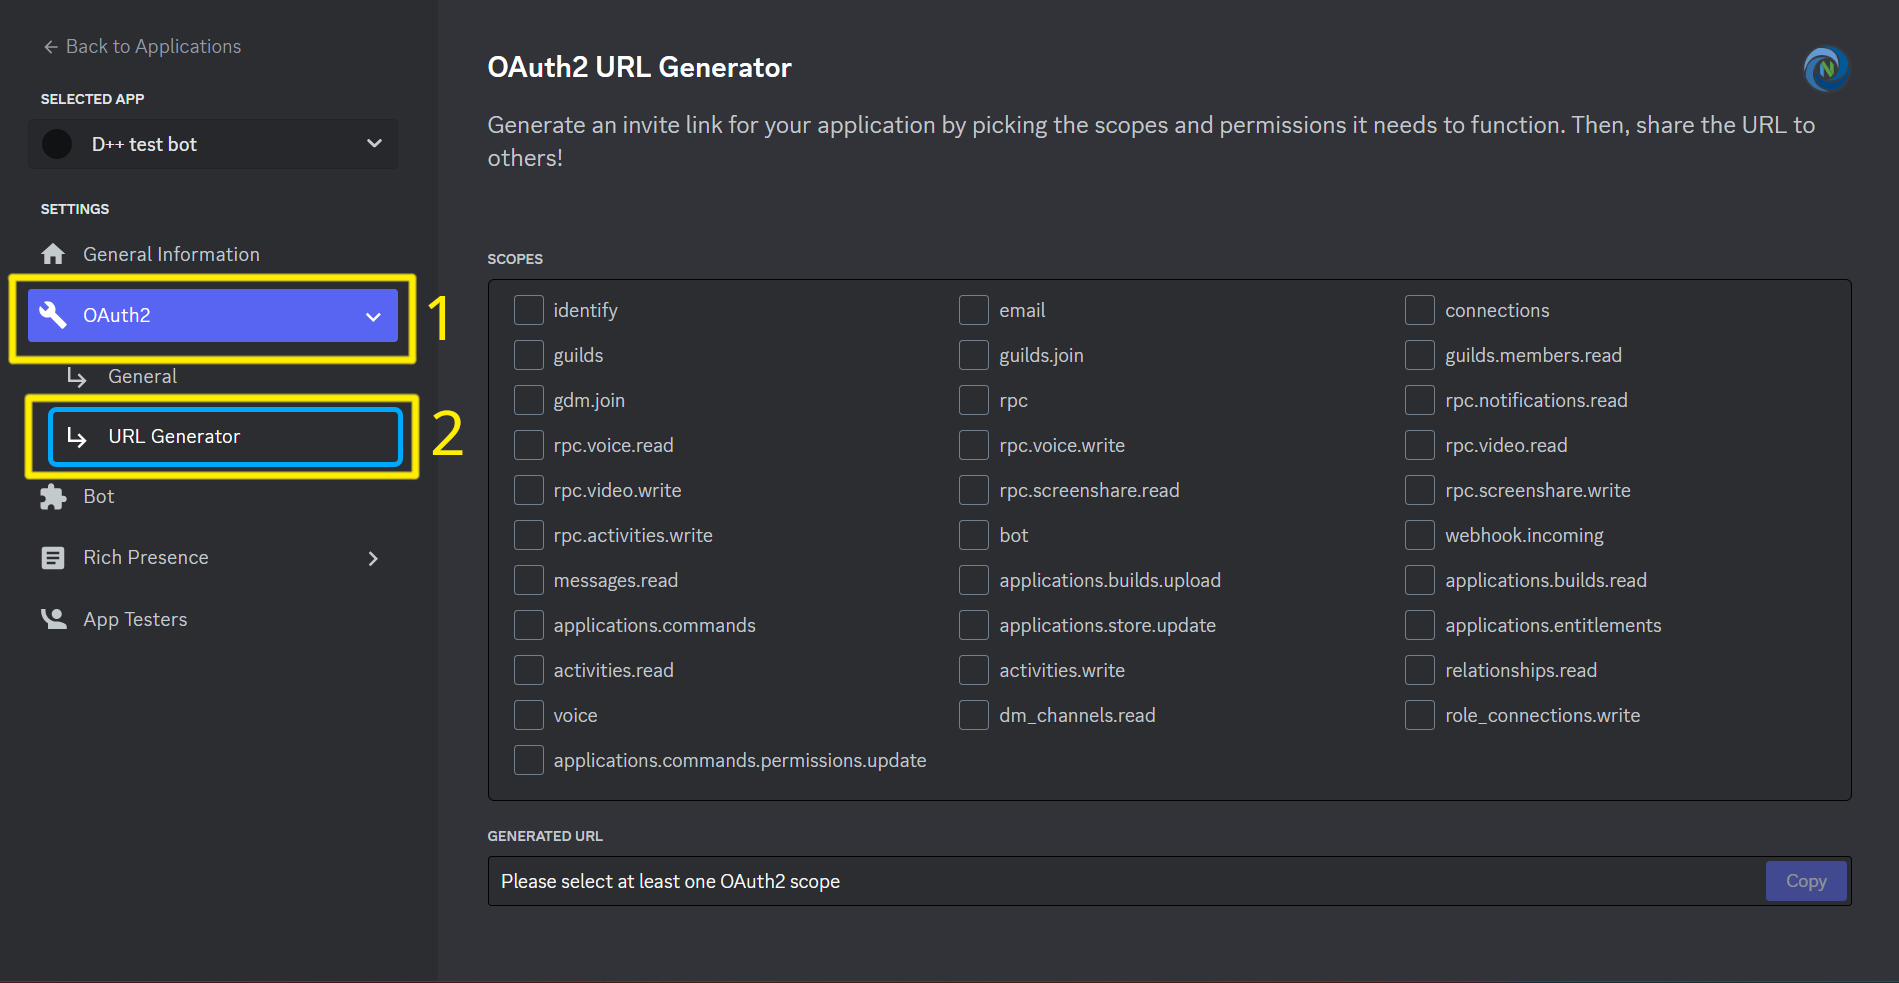 Back to Applications
SELECTED APP
D++ test bot
SETTINGS
General Information
OAuth2
1
General
URL Generator
2
Bot
Rich Presence
App Testers
OAuth2 URL Generator
N
Generate an invite link for your application by picking the scopes and permissions it needs to function. Then, share the URL to
others!
SCOPES
identify
email
connections
guilds
guilds.join
guilds.members.read
gdm.join
rpc
rpc.notifications.read
rpc.voice.read
rpc.voice.write
rpc.video.read
rpc.video.write
rpc.screenshare.read
rpc.screenshare.write
rpc.activities.write
bot
webhook.incoming
messages.read
applications.builds.upload
applications.builds.read
applications.commands
applications.store.update
applications.entitlements
activities.read
activities.write
relationships.read
voice
dm_channels.read
role_connections.write
applications.commands.permissions.update
GENERATED URL
Please select at least one OAuth2 scope
Copy